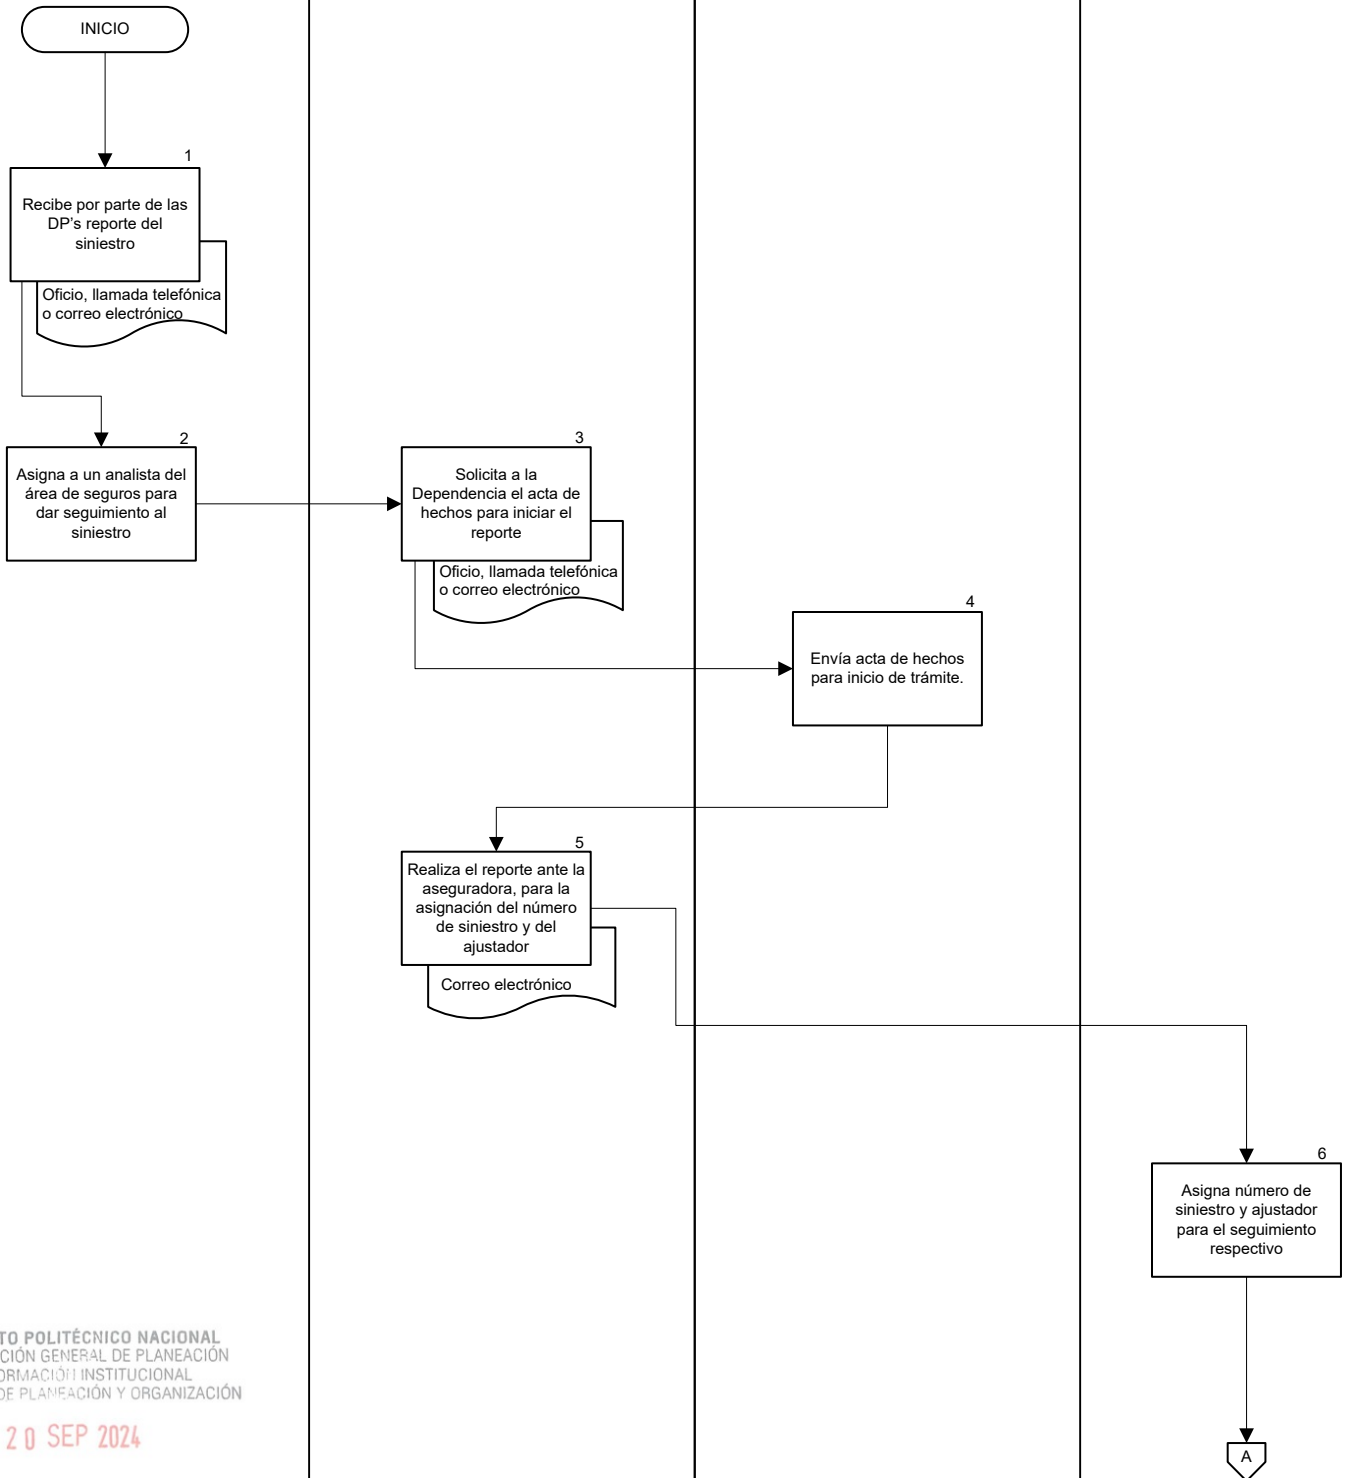 INICIO
1
Recibe por parte de las
DP's reporte del
siniestro
Oficio, llamada telefónica
o correo electrónico
2
Asigna a un analista del
área de seguros para
dar seguimiento al
siniestro
3
Solicita a la
Dependencia el acta de
hechos para iniciar el
reporte
Oficio, llamada telefónica
o correo electrónico
4
Envía acta de hechos
para inicio de trámite.
5
Realiza el reporte ante la
aseguradora, para la
asignación del número
de siniestro y del
ajustador
Correo electrónico
6
Asigna número de
siniestro y ajustador
para el seguimiento
respectivo
A
TO POLITÉCNICO NACIONAL
CIÓN GENERAL DE PLANEACIÓN
ORMACIÓN INSTITUCIONAL
DE PLANEACIÓN Y ORGANIZACIÓN
20 SEP 2024